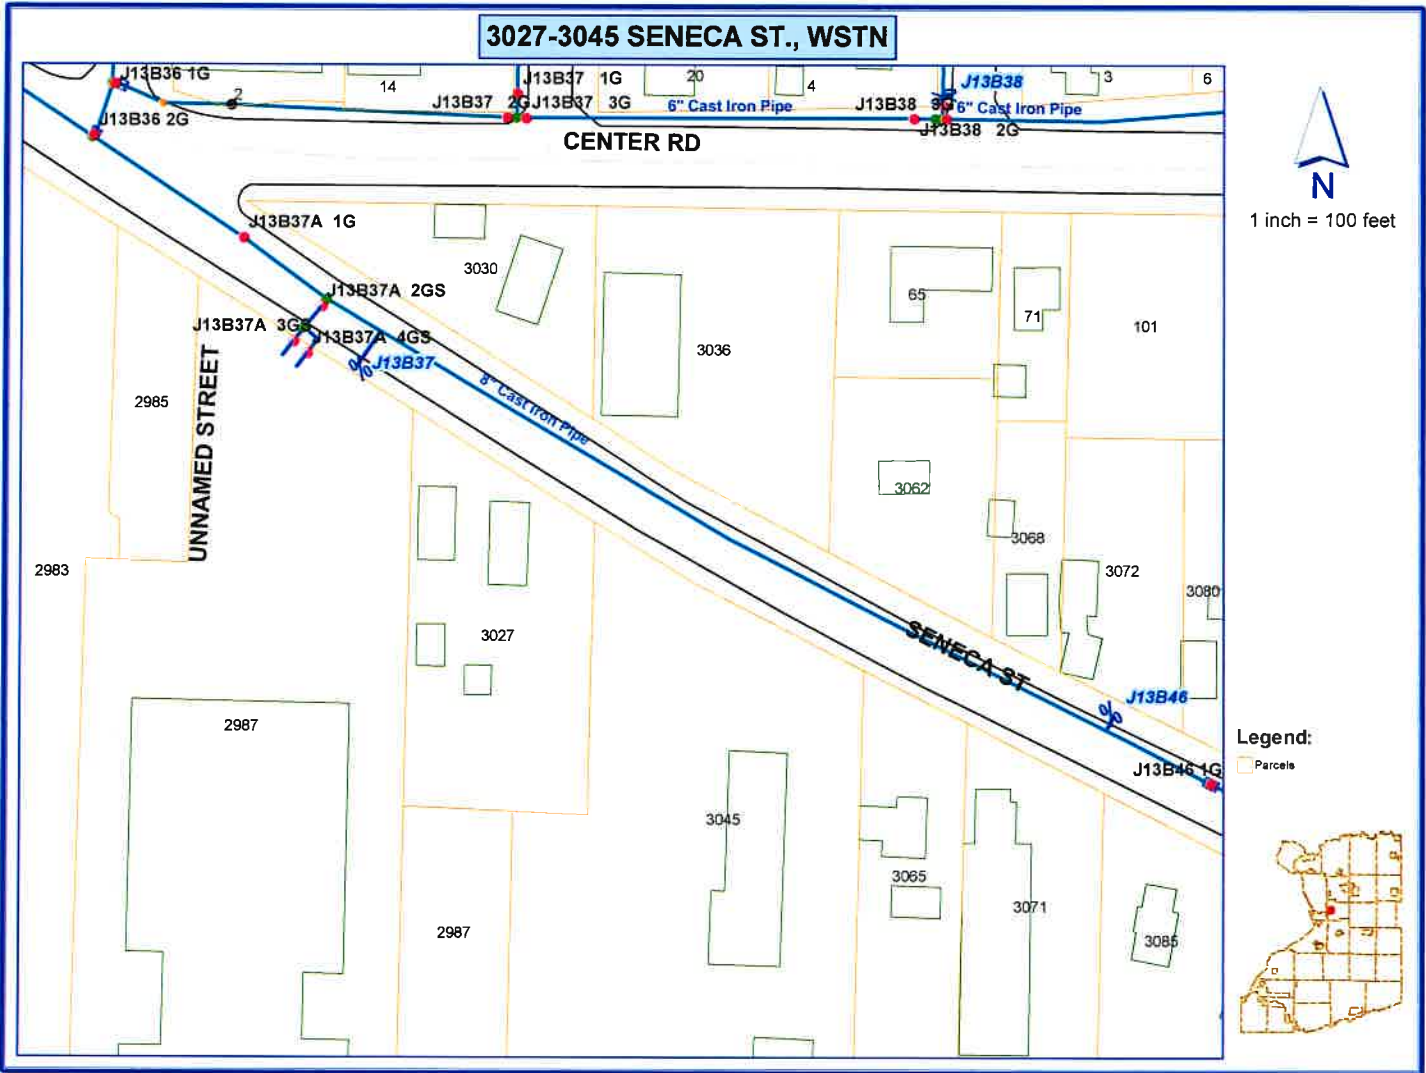 3027-3045 SENECA ST., WSTN
J13B36 1G
2
14
J13B37 1G
20
4
J13B38
3
6
J13B36 2G
J13B37 2G
J13B37 3G
6" Cast Iron Pipe
J13B38 3G
6" Cast Iron Pipe
J13B38 2G
CENTER RD
N
1 inch = 100 feet
J13B37A 1G
3030
J13B37A 2GS
65
71
101
J13B37A 3GS
J13B37A 4GS
J13B37
3036
8" Cast Iron Pipe
2985
UNNAMED STREET
3062
3068
3072
2983
3080
3027
SENECA ST
J13B46
2987
Legend:
Parcels
J13B46 1G
3045
3065
3071
2987
3085